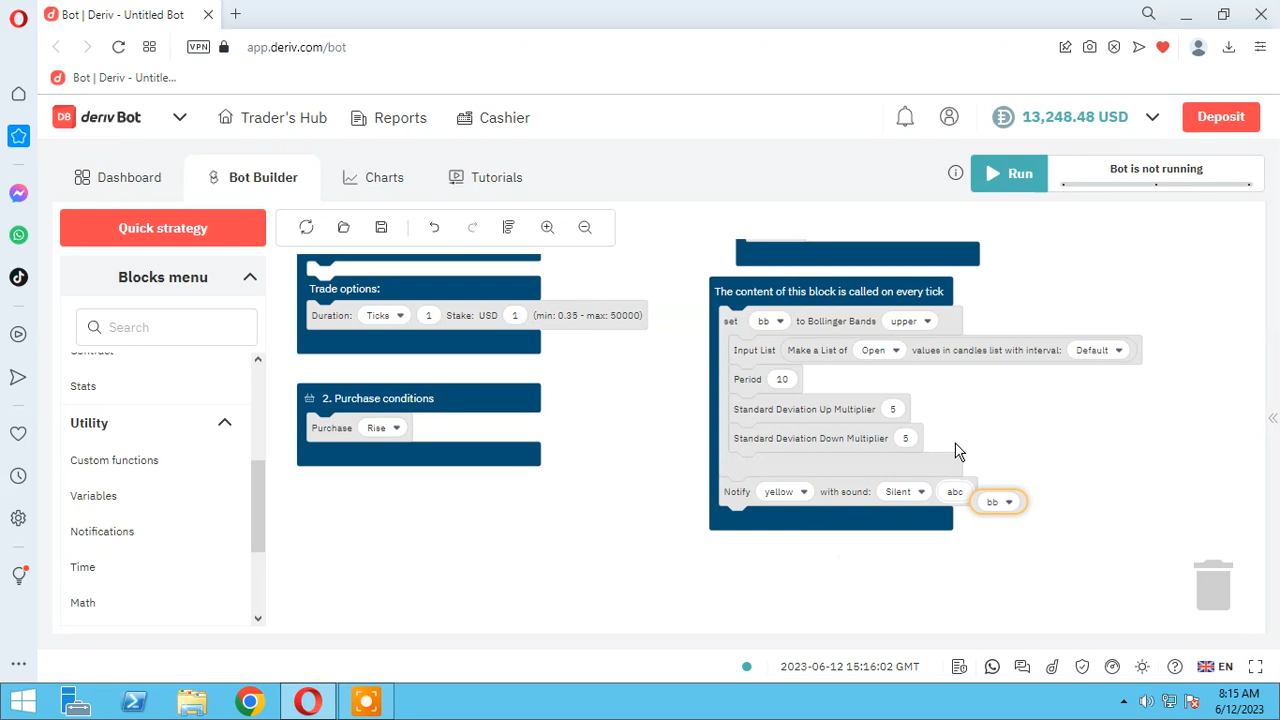 Bot | Deriv - Untitled Bot
VPN
app.deriv.com/bot
Bot | Deriv - Untitle...
DB deriv Bot
Trader's Hub
Reports
Cashier
13,248.48 USD
Deposit
Dashboard
Bot Builder
Charts
Tutorials
Run
Bot is not running
Quick strategy
Blocks menu
Search
Contract
Stats
Utility
Custom functions
Variables
Notifications
Time
Math
Trade options:
Duration: Ticks 1 Stake: USD 1 (min: 0.35 - max: 50000)
2. Purchase conditions
Purchase Rise
The content of this block is called on every tick
set bb to Bollinger Bands upper
Input List Make a List of Open values in candles list with interval: Default
Period 10
Standard Deviation Up Multiplier 5
Standard Deviation Down Multiplier 5
Notify yellow with sound: Silent abc
bb
2023-06-12 15:16:02 GMT
EN
8:15 AM
6/12/2023